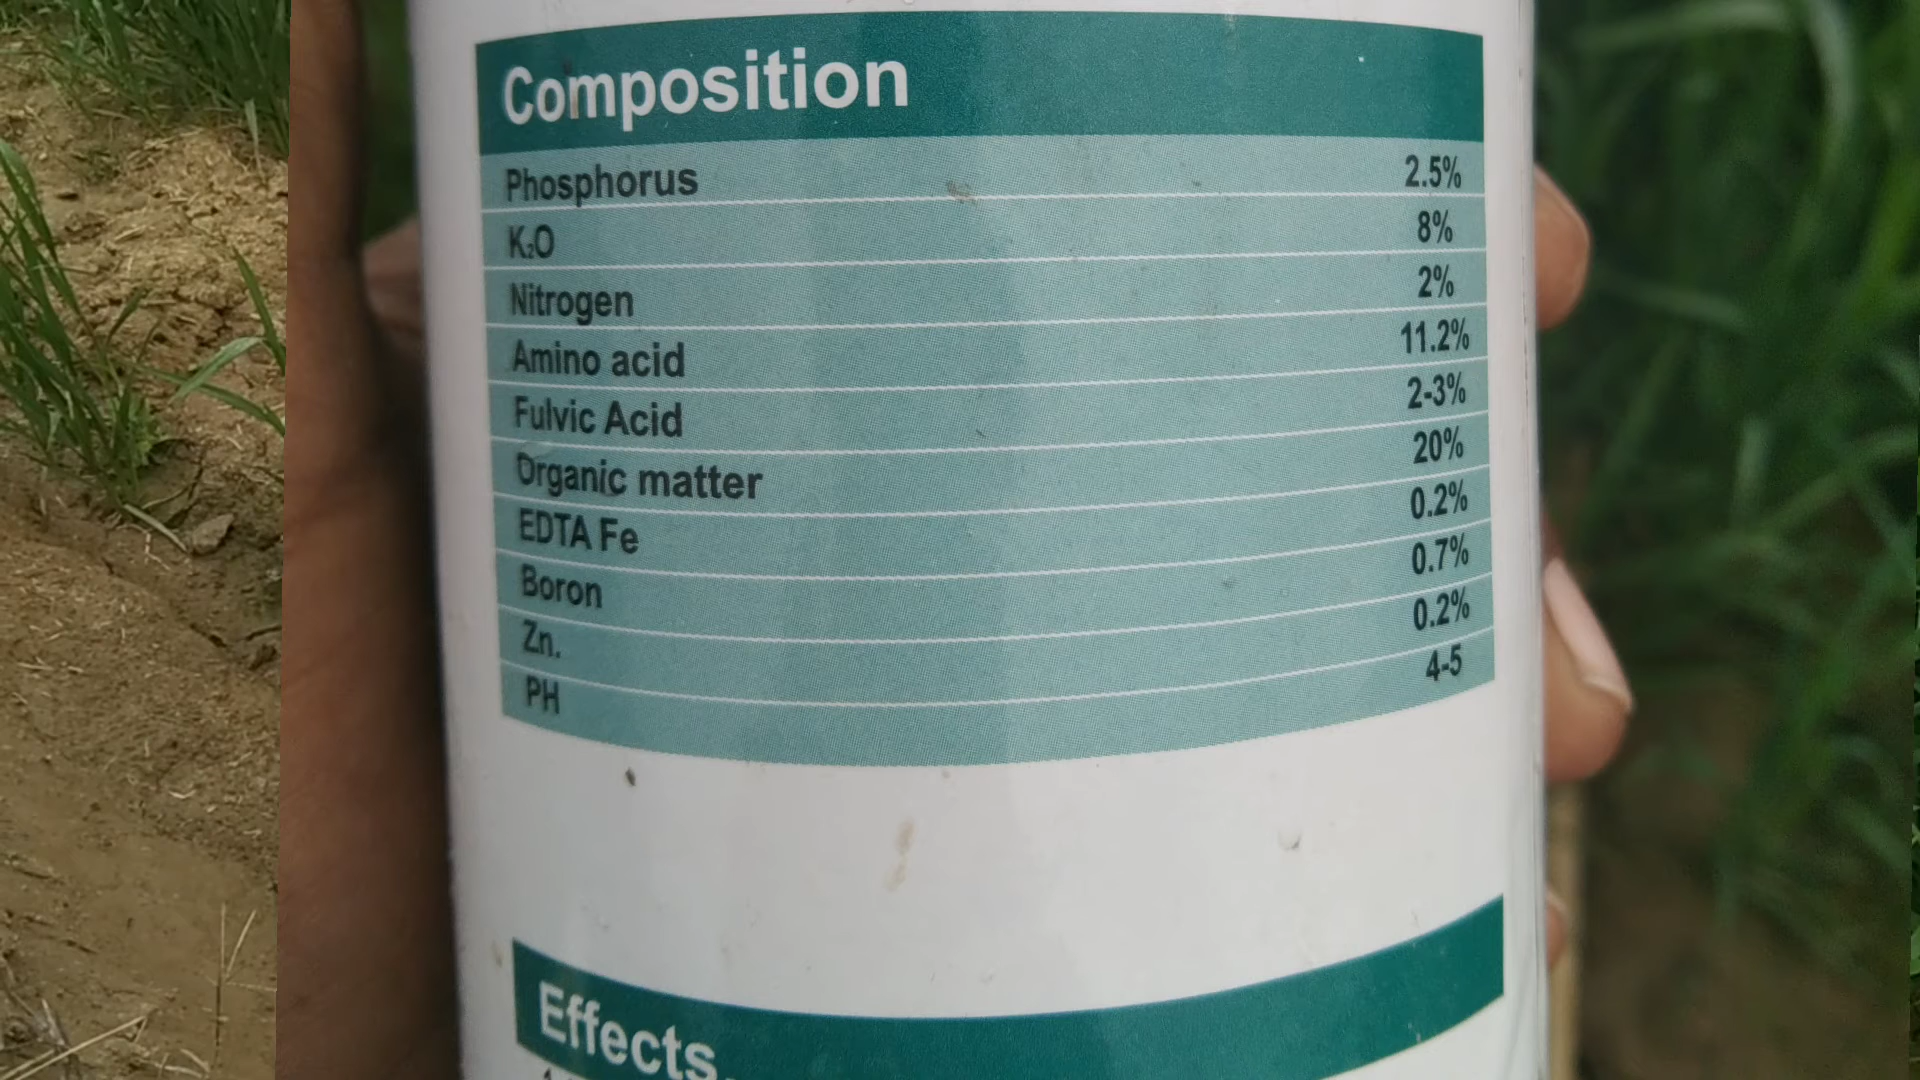 Composition
Phosphorus 2.5%
K₂O 8%
Nitrogen 2%
Amino acid 11.2%
Fulvic Acid 2-3%
Organic matter 20%
EDTA Fe 0.2%
Boron 0.7%
Zn. 0.2%
PH 4-5
Effects